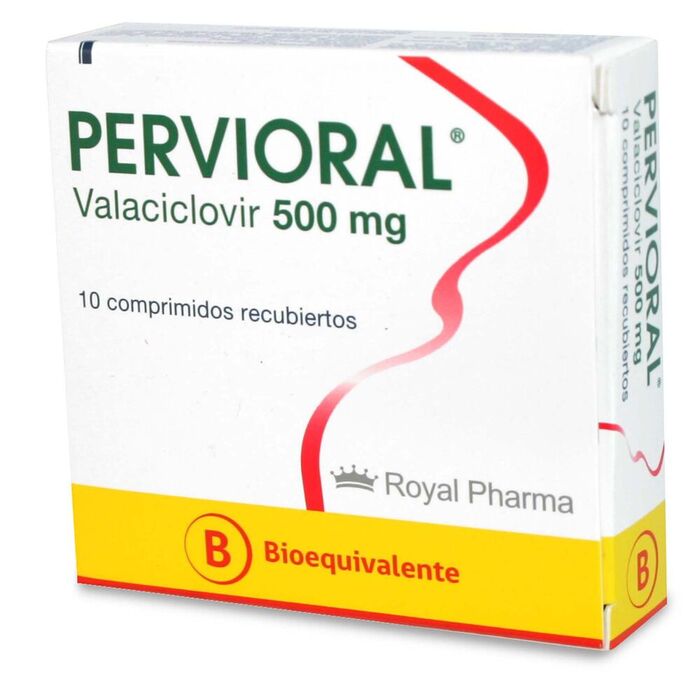 PERVIORAL®
Valaciclovir 500 mg
10 comprimidos recubiertos
Royal Pharma
B Bioequivalente
PERVIORAL®
Valaciclovir 500 mg
10 comprimidos recubiertos
B